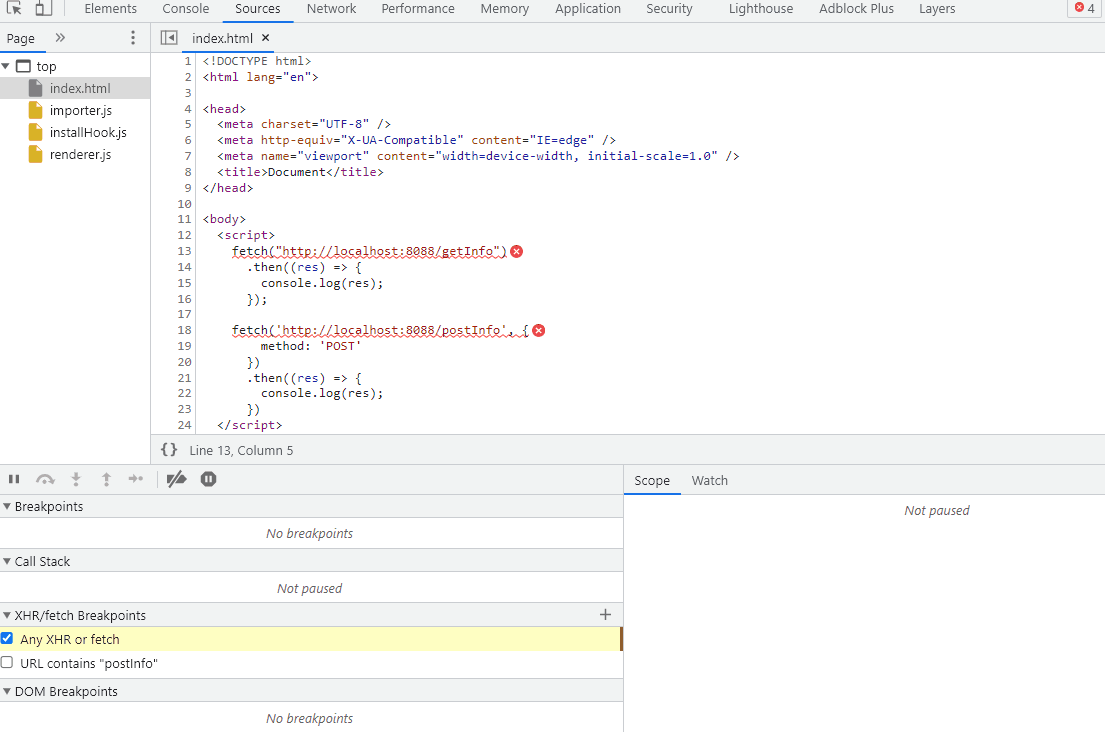 Elements Console Sources Network Performance Memory Application Security Lighthouse Adblock Plus Layers 4
Page
index.html
top
index.html
importer.js
installHook.js
renderer.js
1 <!DOCTYPE html>
2 <html lang="en">
3
4 <head>
5 <meta charset="UTF-8" />
6 <meta http-equiv="X-UA-Compatible" content="IE=edge" />
7 <meta name="viewport" content="width=device-width, initial-scale=1.0" />
8 <title>Document</title>
9 </head>
10
11 <body>
12 <script>
13 fetch("http://localhost:8088/getInfo")
14 .then((res) => {
15 console.log(res);
16 });
17
18 fetch('http://localhost:8088/postInfo', {
19 method: 'POST'
20 })
21 .then((res) => {
22 console.log(res);
23 })
24 </script>
{} Line 13, Column 5
Breakpoints
No breakpoints
Call Stack
Not paused
XHR/fetch Breakpoints
Any XHR or fetch
URL contains "postInfo"
DOM Breakpoints
No breakpoints
Scope Watch
Not paused